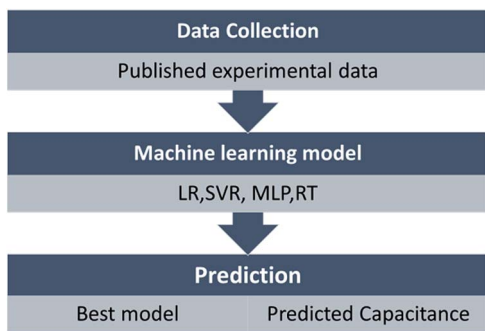 Data Collection
Published experimental data
Machine learning model
LR,SVR, MLP,RT
Prediction
Best model
Predicted Capacitance